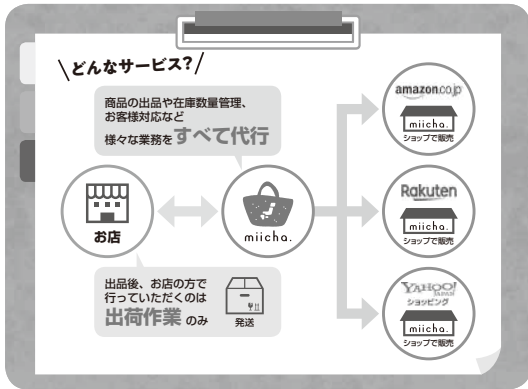 どんなサービス?
商品の出品や在庫数量管理、
お客様対応など
様々な業務をすべて代行
お店
miicha.
出品後、お店の方で
行っていただくのは
出荷作業 のみ
発送
amazon.co.jp
miicha.
ショップで販売
Rakuten
miicha.
ショップで販売
YAHOO!
JAPAN
ショッピング
miicha.
ショップで販売